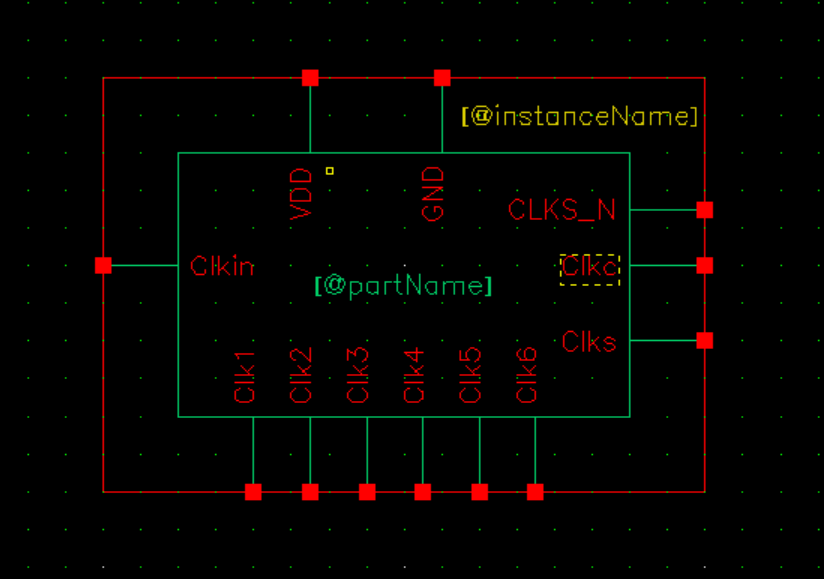 [@instanceName]
VDD
GND
CLKS_N
Clkin
Clkc
[@partName]
Clks
Clk1
Clk2
Clk3
Clk4
Clk5
Clk6